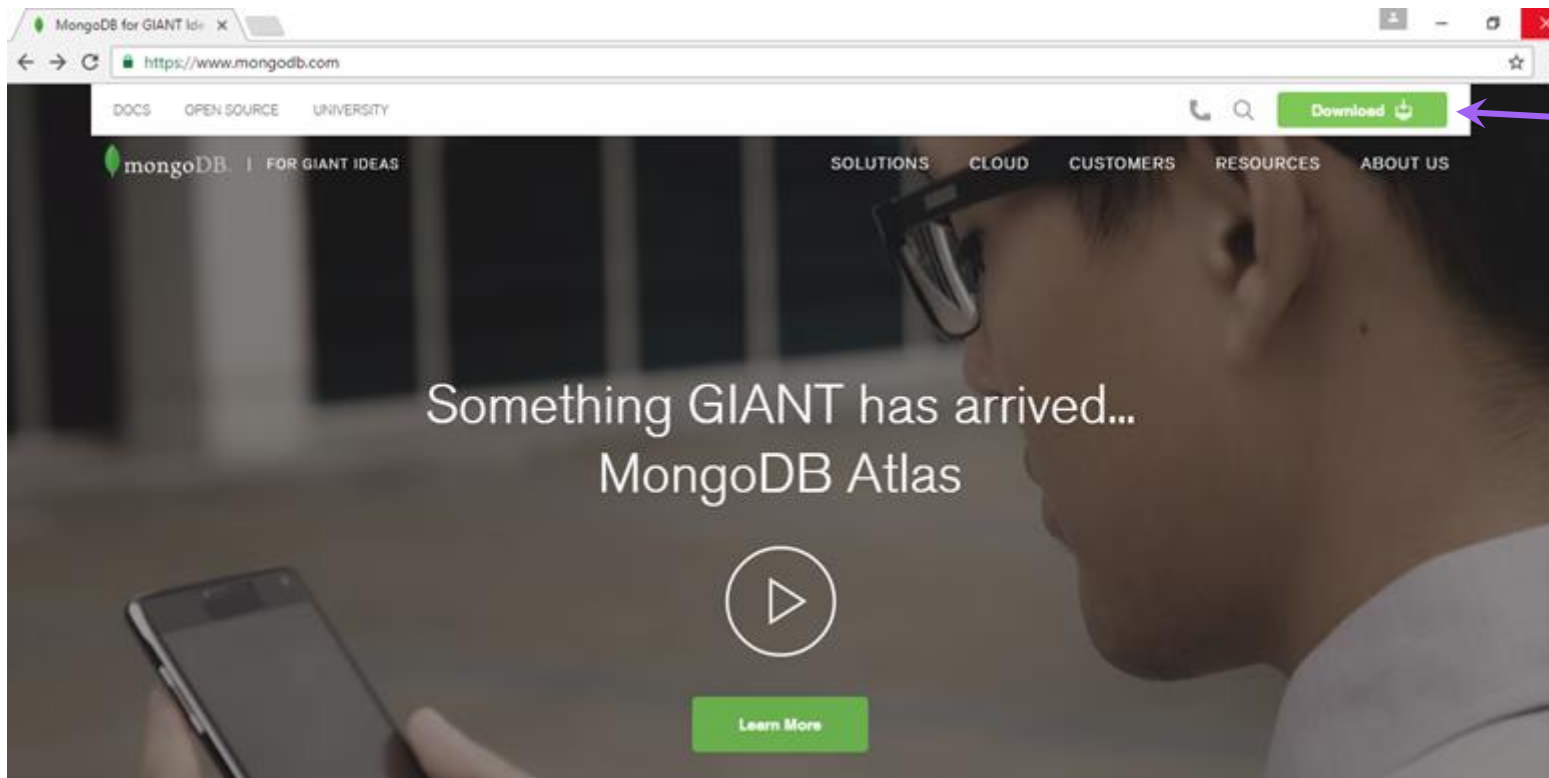 MongoDB for GIANT Ide
https://www.mongodb.com
DOCS OPEN SOURCE UNIVERSITY Download
mongoDB. | FOR GIANT IDEAS SOLUTIONS CLOUD CUSTOMERS RESOURCES ABOUT US
Something GIANT has arrived...
MongoDB Atlas
Learn More